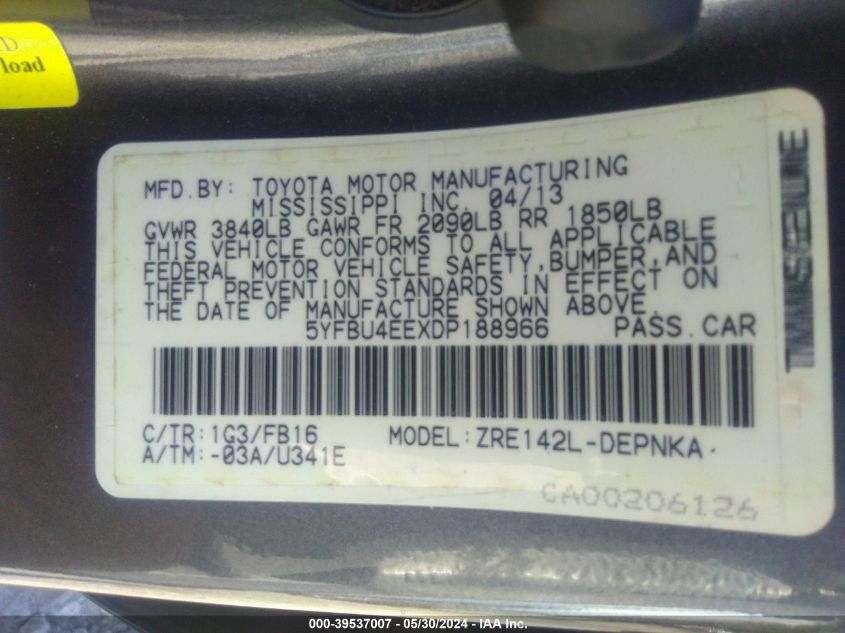 D
load
MFD.BY: TOYOTA MOTOR MANUFACTURING
MISSISSIPPI INC. 04/13
GVWR 3840LB GAWR FR 2090LB RR 1850LB
THIS VEHICLE CONFORMS TO ALL APPLICABLE
FEDERAL MOTOR VEHICLE SAFETY,BUMPER,AND
THEFT PREVENTION STANDARDS IN EFFECT ON
THE DATE OF MANUFACTURE SHOWN ABOVE.
5YFBU4EEXDP188966 PASS.CAR
C/TR:1G3/FB16 MODEL:ZRE142L-DEPNKA
A/TM:-03A/U341E
CA00206126
000-39537007 - 05/30/2024 - IAA Inc.